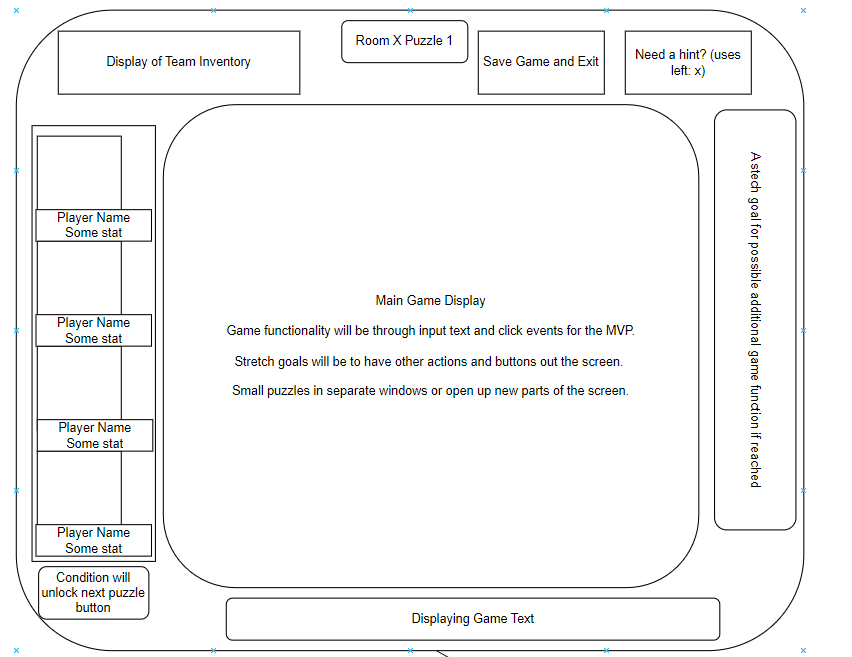 Room X Puzzle 1
Display of Team Inventory
Save Game and Exit
Need a hint? (uses
left: x)
Player Name
Some stat
Player Name
Some stat
Player Name
Some stat
Player Name
Some stat
Condition will
unlock next puzzle
button
Main Game Display
Game functionality will be through input text and click events for the MVP.
Stretch goals will be to have other actions and buttons out the screen.
Small puzzles in separate windows or open up new parts of the screen.
A stech goal for possible additional game function if reached
Displaying Game Text